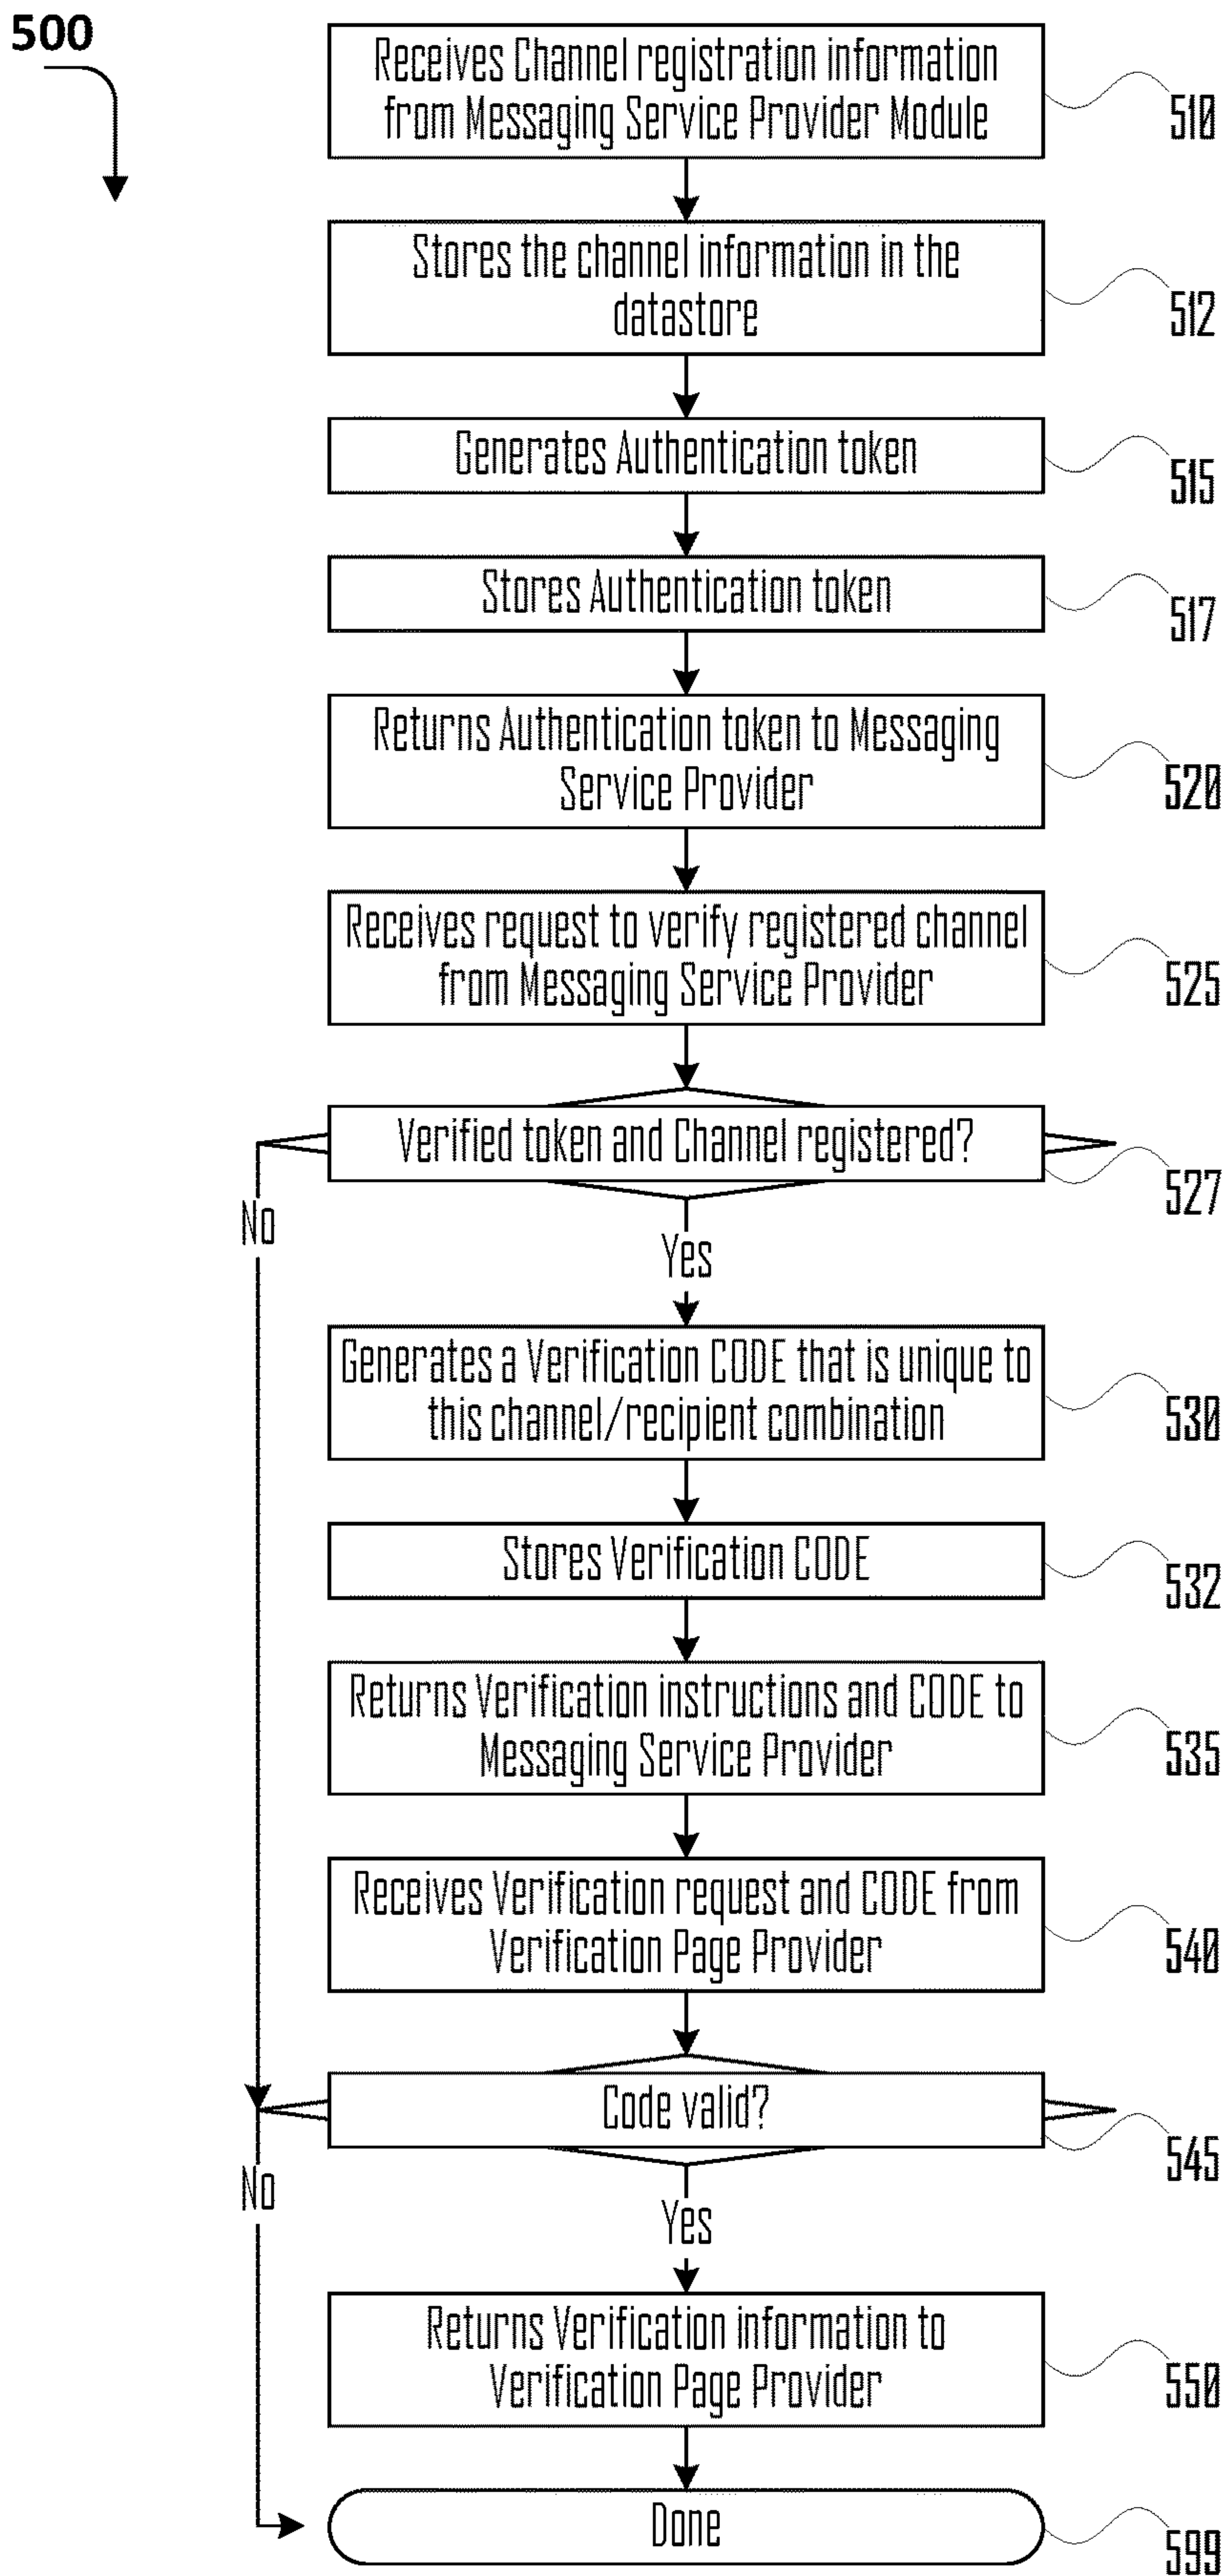 500
Receives Channel registration information
from Messaging Service Provider Module
510
Stores the channel information in the
datastore
512
Generates Authentication token
515
Stores Authentication token
517
Returns Authentication token to Messaging
Service Provider
520
Receives request to verify registered channel
from Messaging Service Provider
525
Verified token and Channel registered?
527
No
Yes
Generates a Verification CODE that is unique to
this channel/recipient combination
530
Stores Verification CODE
532
Returns Verification instructions and CODE to
Messaging Service Provider
535
Receives Verification request and CODE from
Verification Page Provider
540
Code valid?
545
No
Yes
Returns Verification information to
Verification Page Provider
550
Done
599